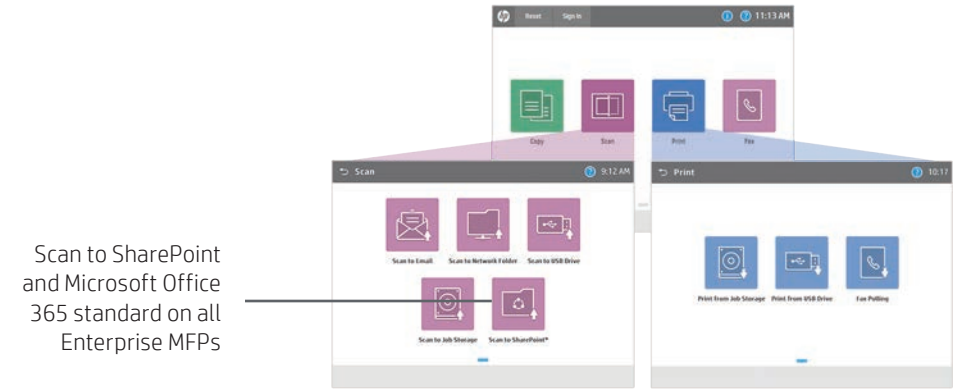 hp Reset Sign In 11:13 AM
Copy Scan Print Fax
Scan 9:12 AM
Scan to Email Scan to Network Folder Scan to USB Drive
Scan to Job Storage Scan to SharePoint®
Print 10:17
Print from Job Storage Print from USB Drive Fax Polling
Scan to SharePoint
and Microsoft Office
365 standard on all
Enterprise MFPs